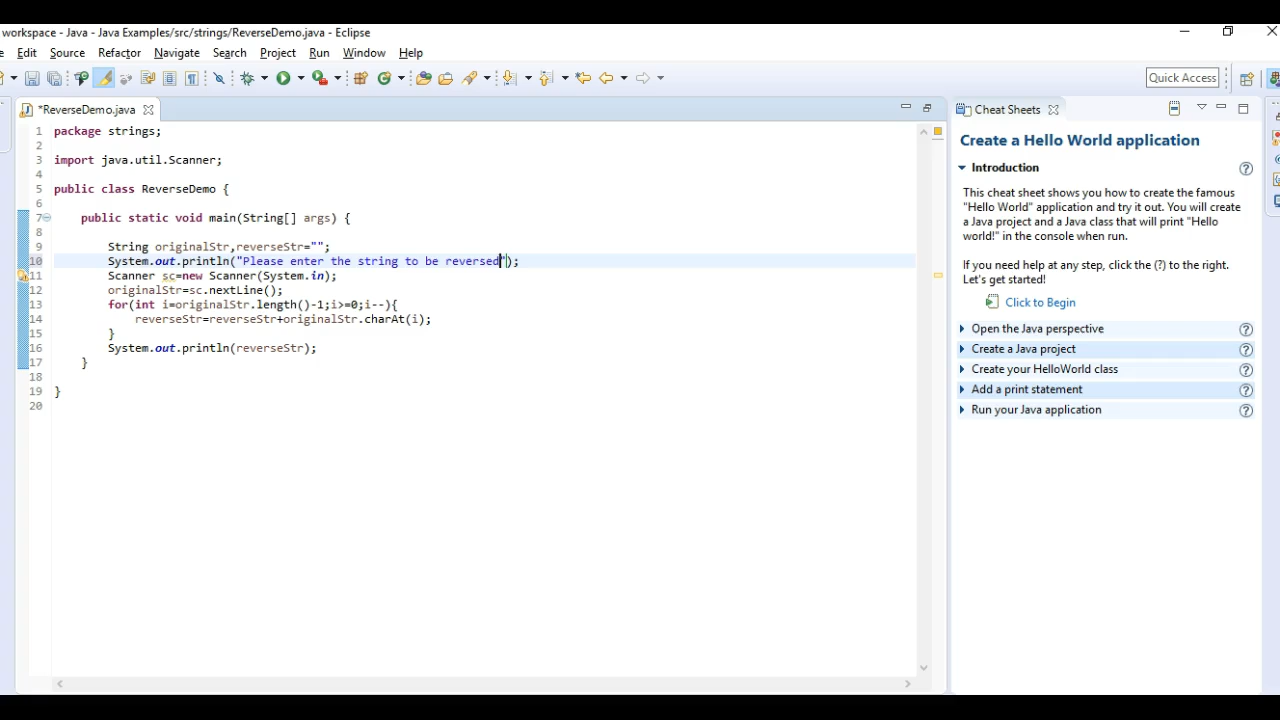 workspace - Java - Java Examples/src/strings/ReverseDemo.java - Eclipse
Edit Source Refactor Navigate Search Project Run Window Help
Quick Access
*ReverseDemo.java
1 package strings;
2
3 import java.util.Scanner;
4
5 public class ReverseDemo {
6
7 public static void main(String[] args) {
8
9 String originalStr,reverseStr="";
10 System.out.println("Please enter the string to be reversed");
11 Scanner sc=new Scanner(System.in);
12 originalStr=sc.nextLine();
13 for(int i=originalStr.length()-1;i>=0;i--){
14 reverseStr=reverseStr+originalStr.charAt(i);
15 }
16 System.out.println(reverseStr);
17 }
18
19 }
20
Cheat Sheets
Create a Hello World application
Introduction
This cheat sheet shows you how to create the famous
"Hello World" application and try it out. You will create
a Java project and a Java class that will print "Hello
world!" in the console when run.
If you need help at any step, click the (?) to the right.
Let's get started!
Click to Begin
Open the Java perspective
Create a Java project
Create your HelloWorld class
Add a print statement
Run your Java application